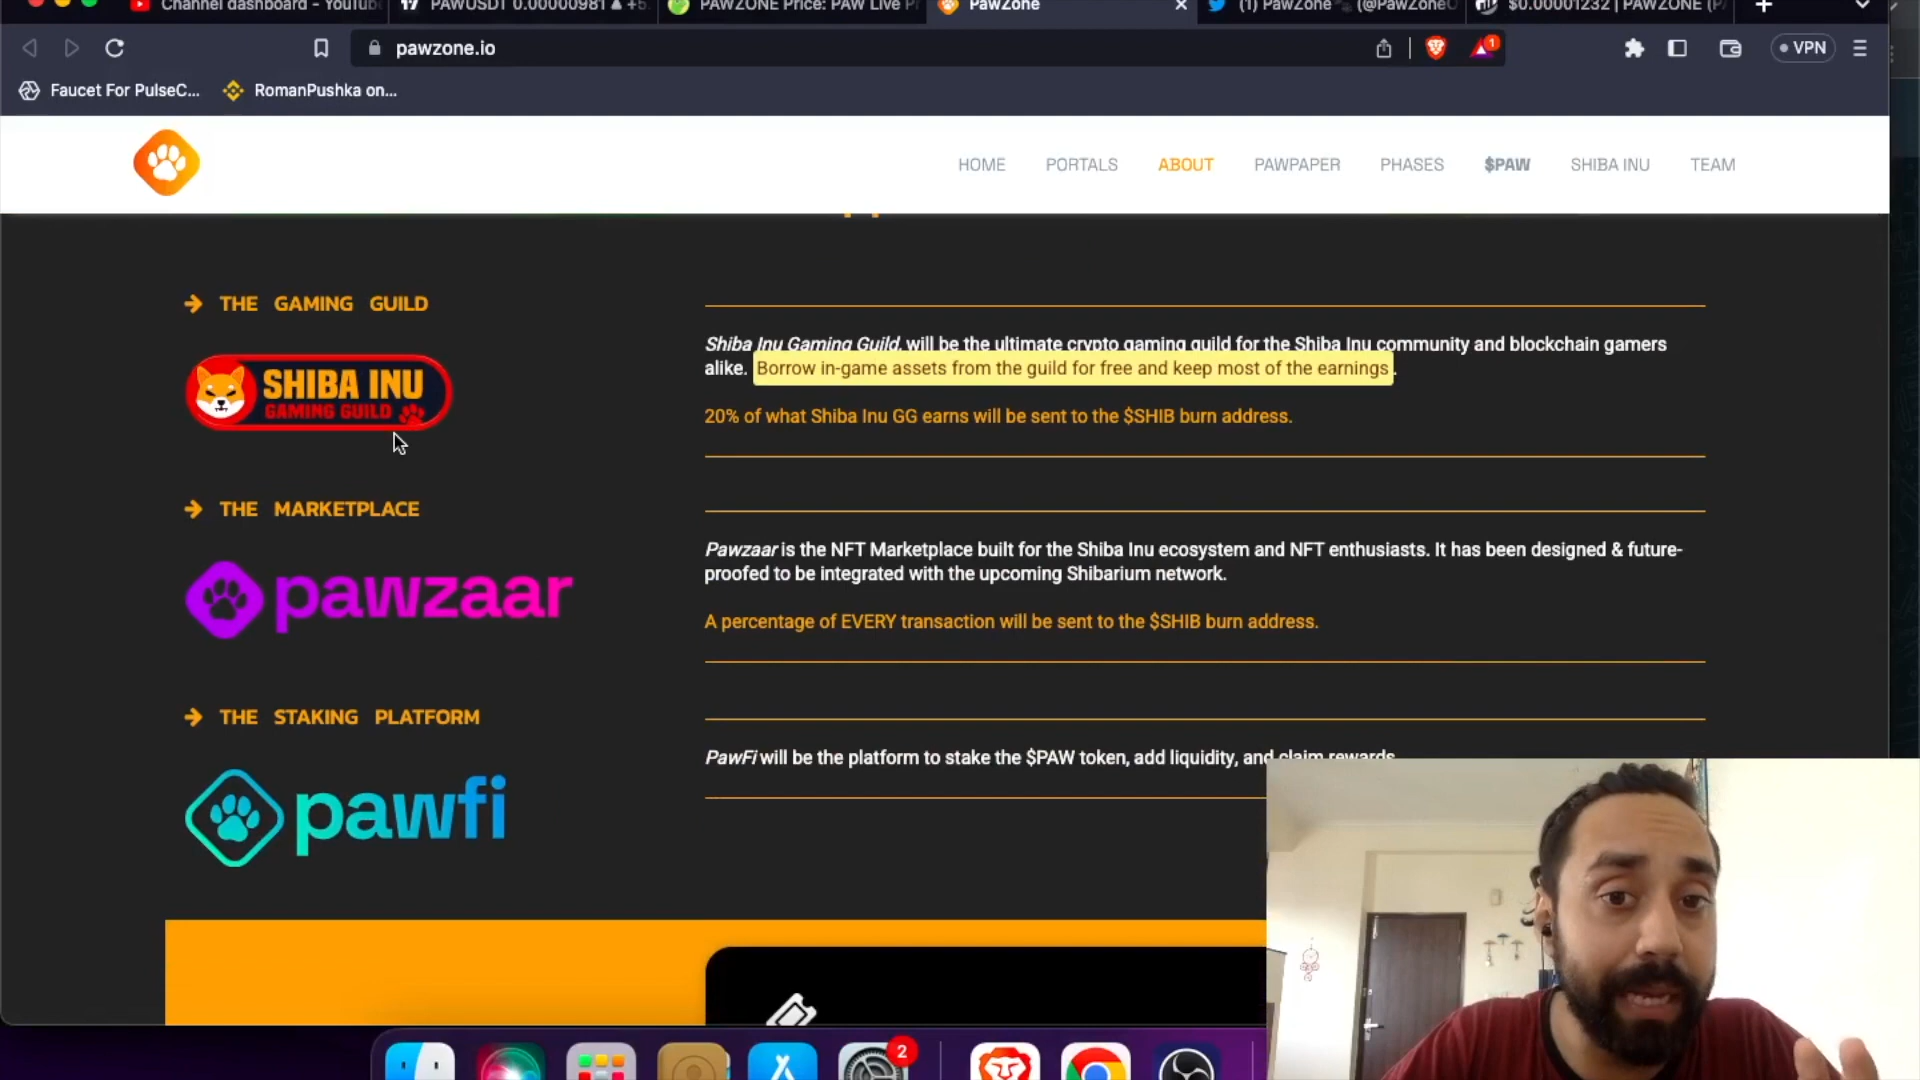 Channel dashboard - YouTub
PAWUSDT 0.00000981 ▲ +5
PAWZONE Price: PAW Live P
PawZone
(1) PawZone (@PawZoneO
$0.00001232 | PAWZONE (P
pawzone.io
1
VPN
Faucet For PulseC...
RomanPushka on...
HOME
PORTALS
ABOUT
PAWPAPER
PHASES
$PAW
SHIBA INU
TEAM
THE GAMING GUILD
SHIBA INU
GAMING GUILD
Shiba Inu Gaming Guild, will be the ultimate crypto gaming guild for the Shiba Inu community and blockchain gamers
alike. Borrow in-game assets from the guild for free and keep most of the earnings.
20% of what Shiba Inu GG earns will be sent to the $SHIB burn address.
THE MARKETPLACE
pawzaar
Pawzaar is the NFT Marketplace built for the Shiba Inu ecosystem and NFT enthusiasts. It has been designed & future-
proofed to be integrated with the upcoming Shibarium network.
A percentage of EVERY transaction will be sent to the $SHIB burn address.
THE STAKING PLATFORM
pawfi
PawFi will be the platform to stake the $PAW token, add liquidity, and claim rewards
2